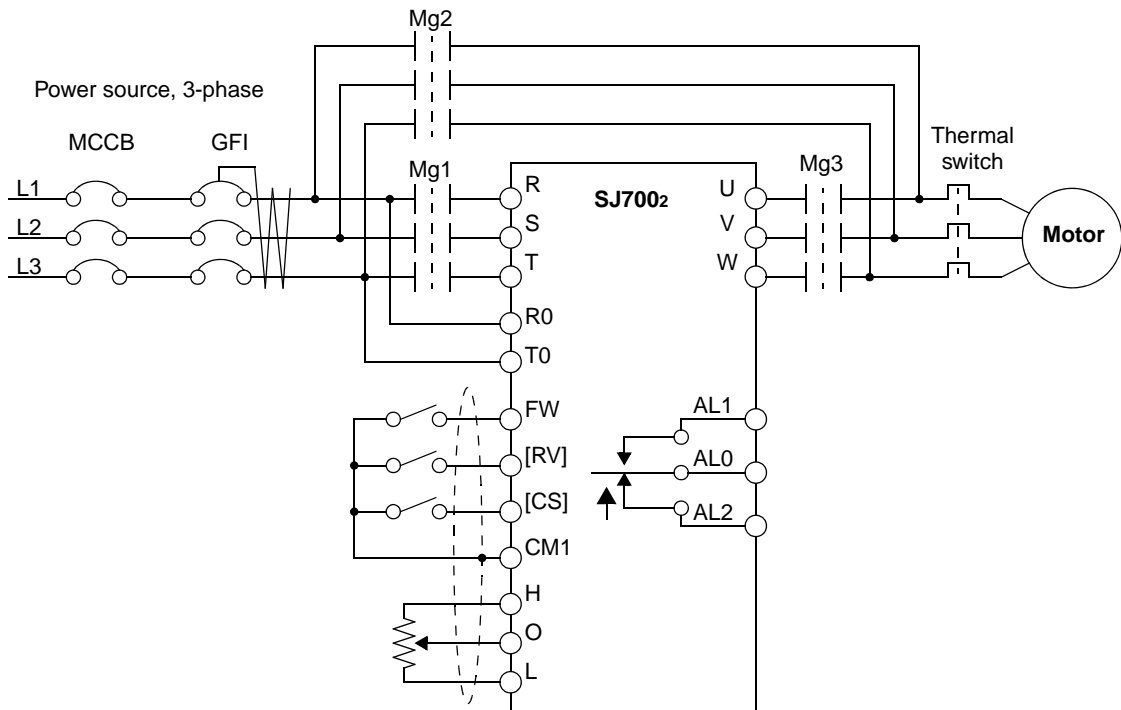 Mg2
Power source, 3-phase
MCCB
GFI
Mg1
Mg3
Thermal
switch
L1
L2
L3
R
S
T
R0
T0
SJ7002
U
V
W
Motor
FW
[RV]
[CS]
CM1
H
O
L
AL1
AL0
AL2